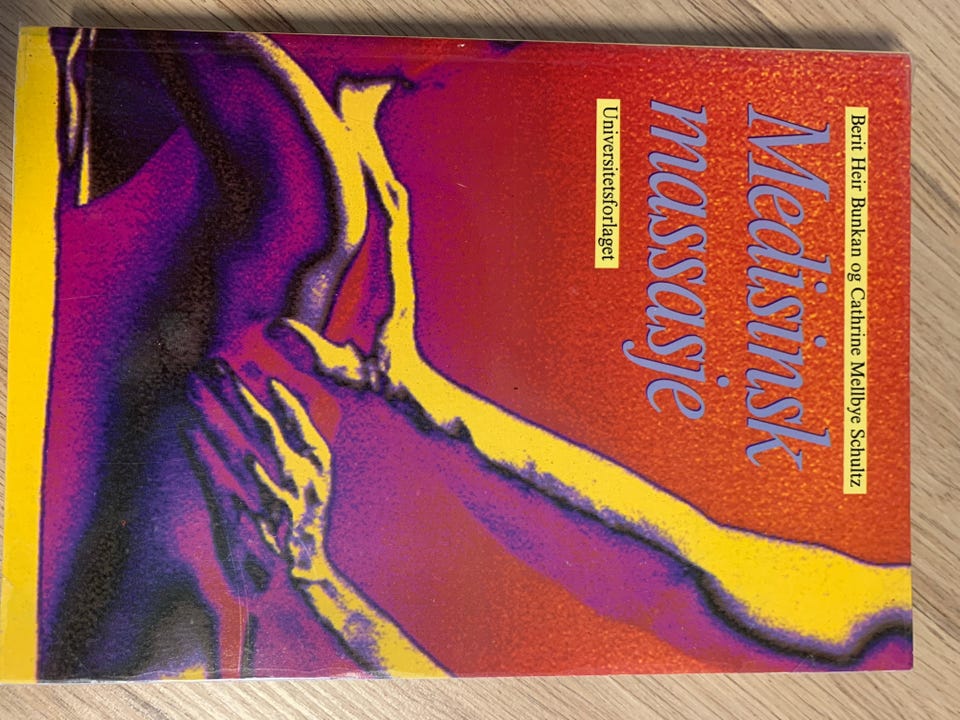 Berit Heir Bunkan og Cathrine Mellbye Schultz
Medisinsk
massasje
Universitetsforlaget